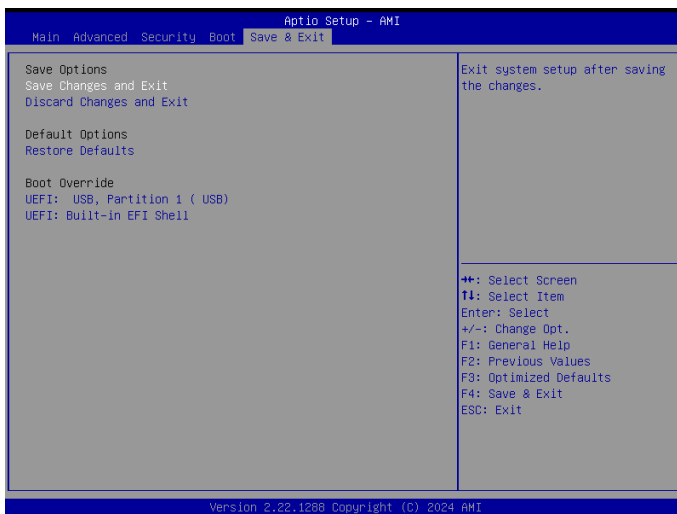 Aptio Setup - AMI
Main Advanced Security Boot Save & Exit
Save Options
Save Changes and Exit
Discard Changes and Exit
Default Options
Restore Defaults
Boot Override
UEFI: USB, Partition 1 ( USB)
UEFI: Built-in EFI Shell
Exit system setup after saving
the changes.
→←: Select Screen
↑↓: Select Item
Enter: Select
+/-: Change Opt.
F1: General Help
F2: Previous Values
F3: Optimized Defaults
F4: Save & Exit
ESC: Exit
Version 2.22.1288 Copyright (C) 2024 AMI